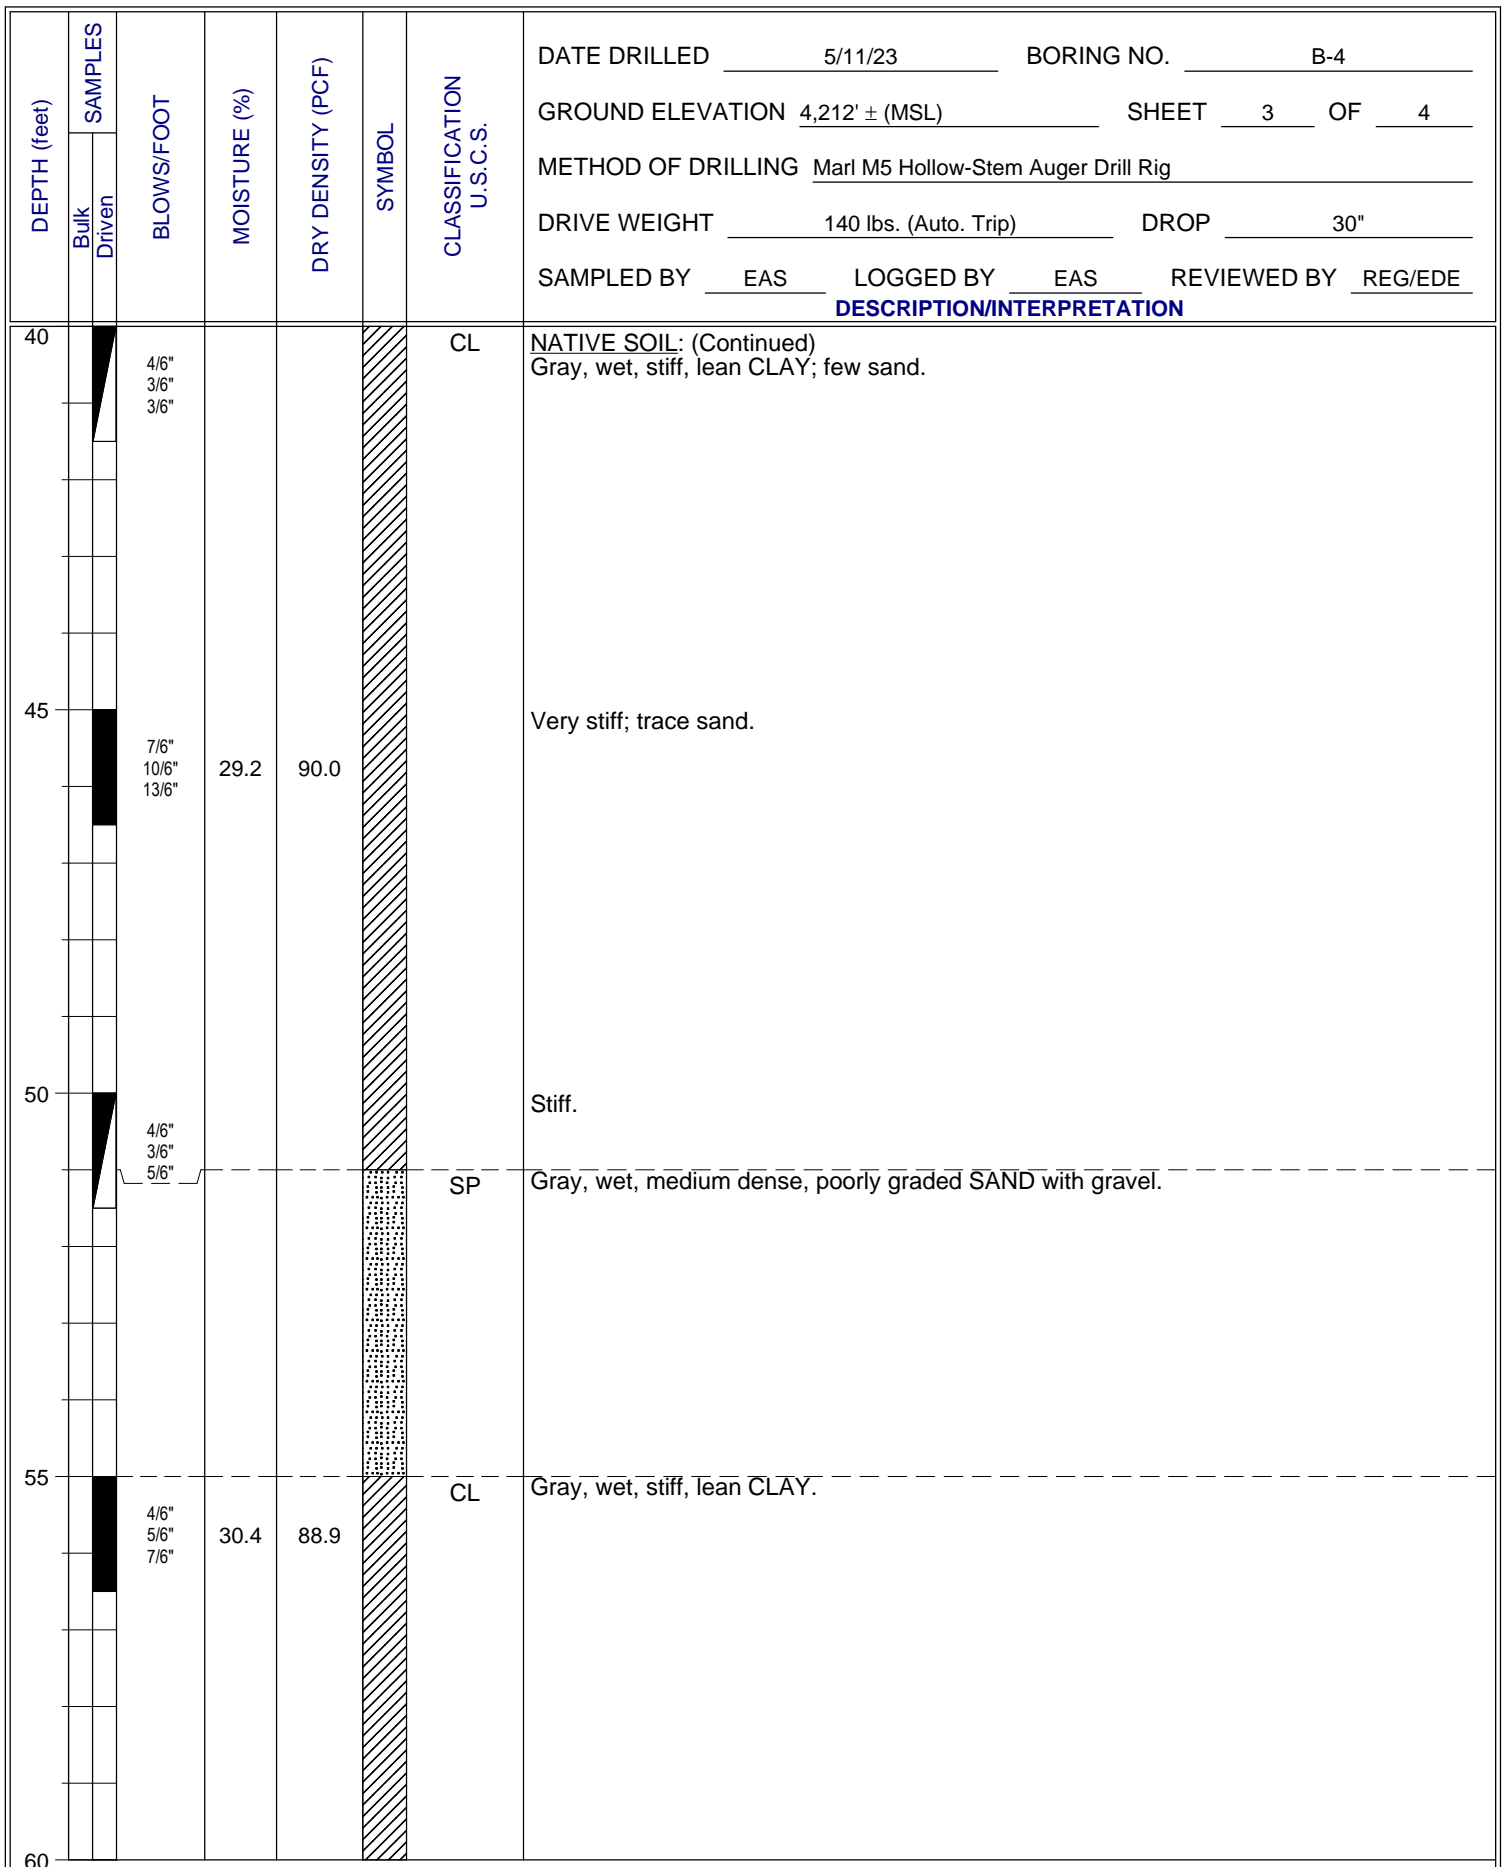 DEPTH (feet)
SAMPLES
Bulk
Driven
BLOWS/FOOT
MOISTURE (%)
DRY DENSITY (PCF)
SYMBOL
CLASSIFICATION
U.S.C.S.
DATE DRILLED 5/11/23 BORING NO. B-4
GROUND ELEVATION 4,212' ± (MSL) SHEET 3 OF 4
METHOD OF DRILLING Marl M5 Hollow-Stem Auger Drill Rig
DRIVE WEIGHT 140 lbs. (Auto. Trip) DROP 30"
SAMPLED BY EAS LOGGED BY EAS REVIEWED BY REG/EDE
DESCRIPTION/INTERPRETATION
40 CL NATIVE SOIL: (Continued)
4/6" Gray, wet, stiff, lean CLAY; few sand.
3/6"
3/6"
45 Very stiff; trace sand.
7/6"
10/6" 29.2 90.0
13/6"
50 Stiff.
4/6"
3/6"
5/6"
SP Gray, wet, medium dense, poorly graded SAND with gravel.
55 CL Gray, wet, stiff, lean CLAY.
4/6"
5/6" 30.4 88.9
7/6"
60